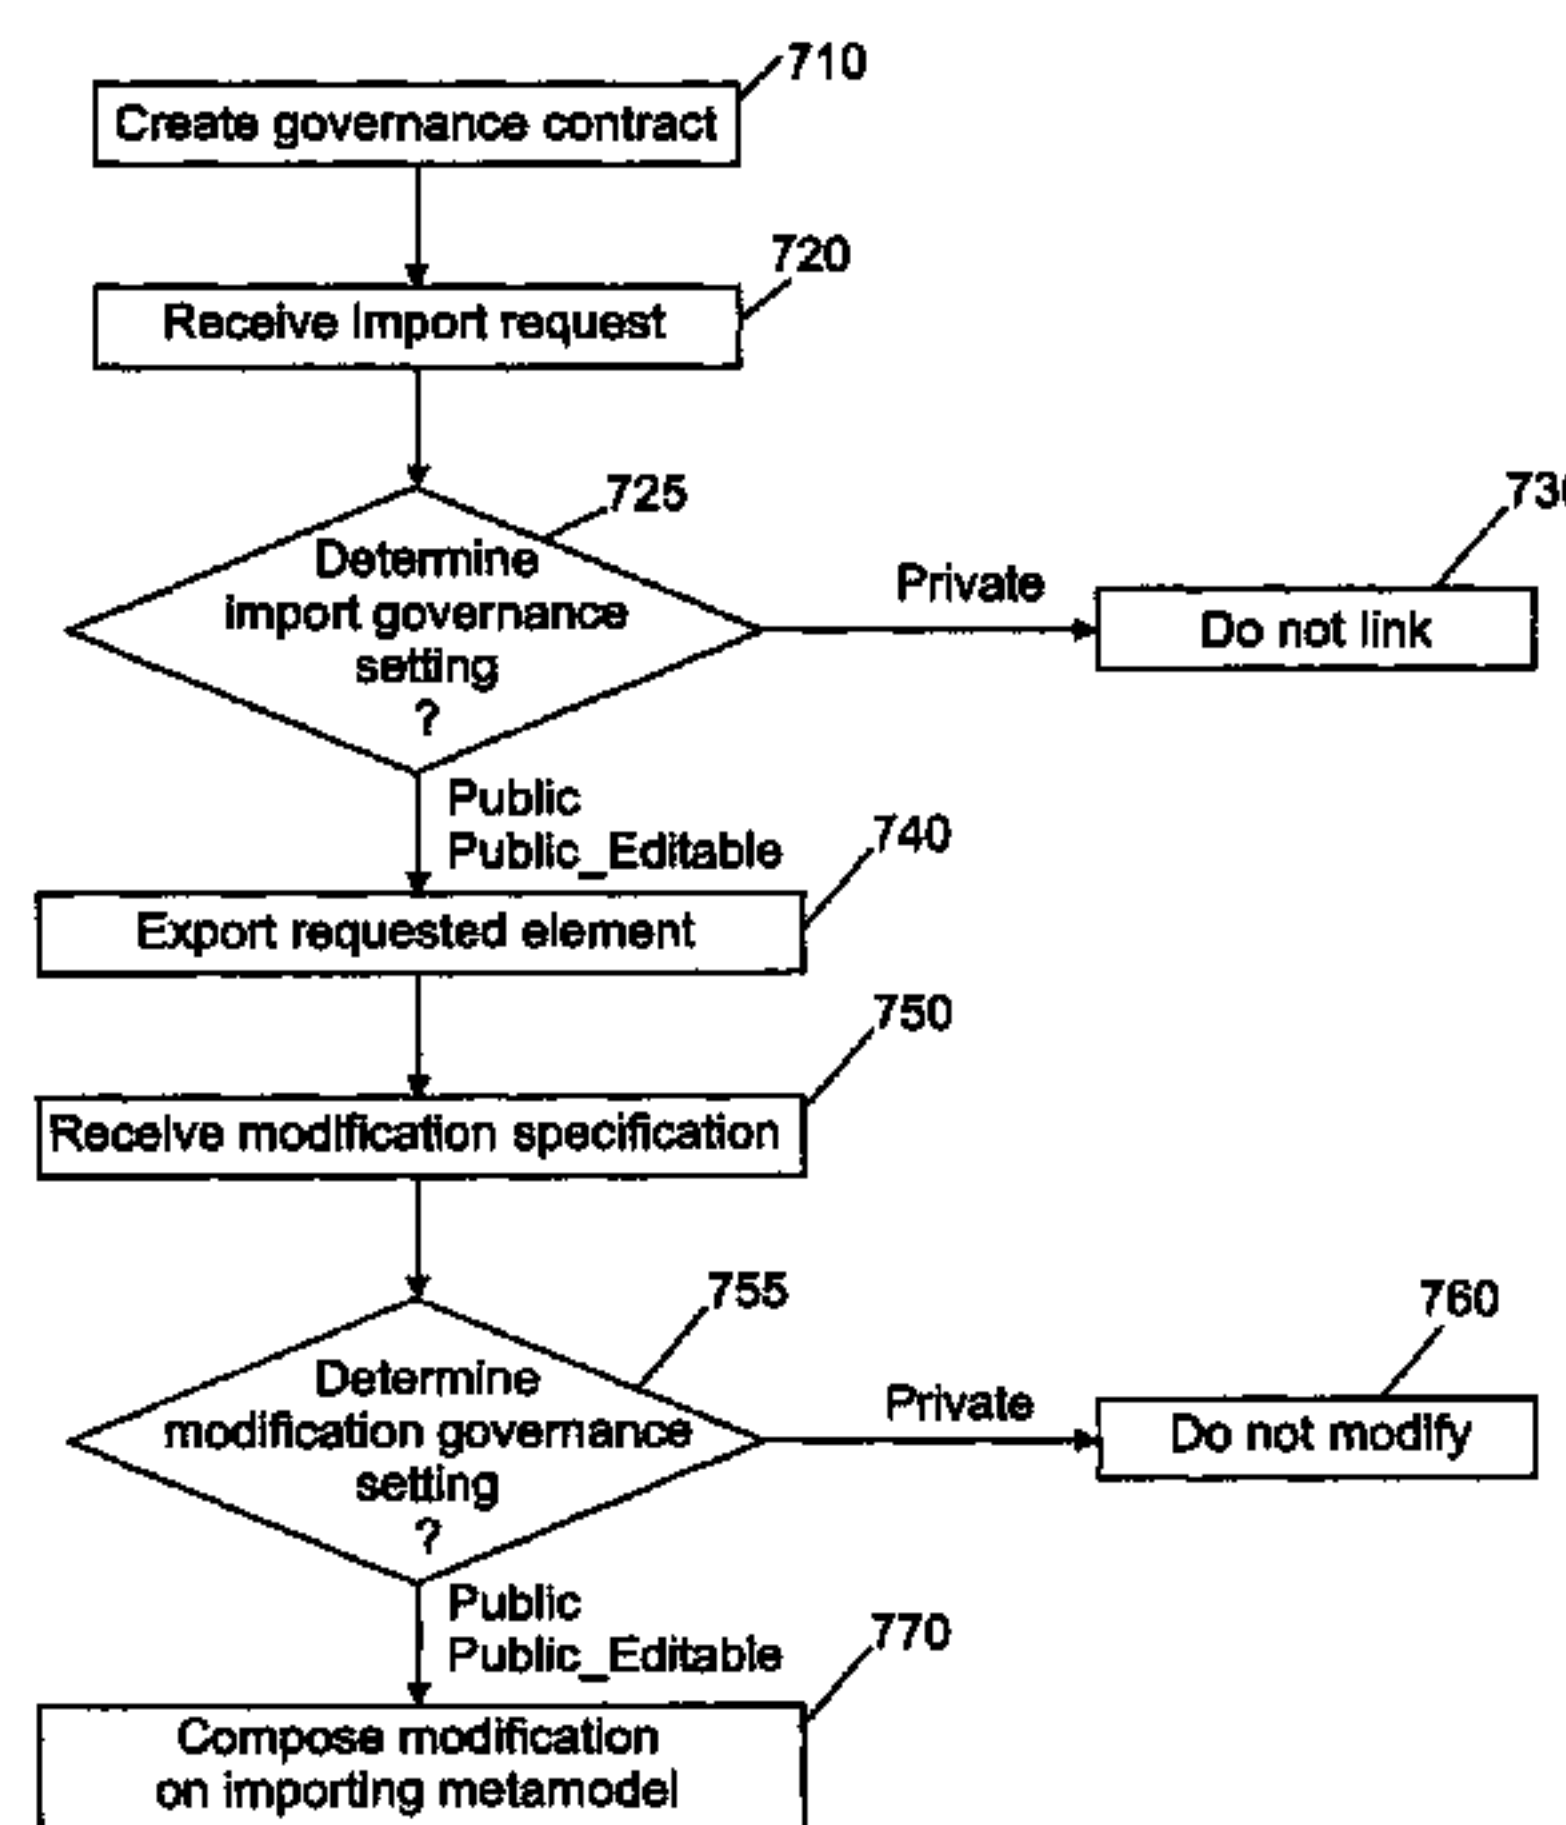 710
Create governance contract
720
Receive import request
725
Determine
import governance
setting
?
Private
730
Do not link
Public
Public_Editable
740
Export requested element
750
Receive modification specification
755
Determine
modification governance
setting
?
Private
760
Do not modify
Public
Public_Editable
770
Compose modification
on importing metamodel